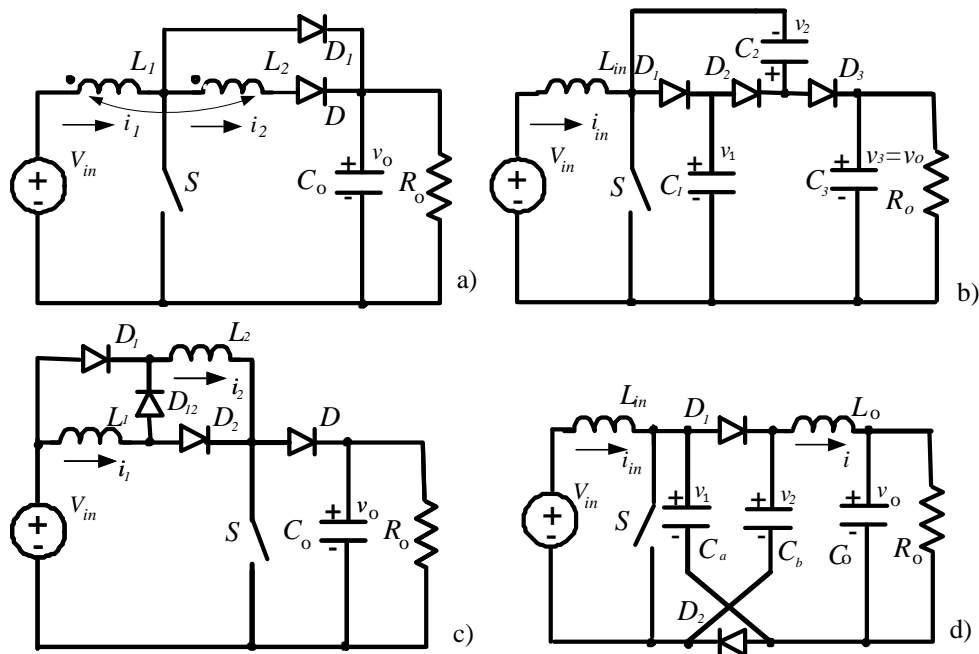 D1
L1 L2
D
i1 i2
Vin
+
-
S
+
-
vo
Co
Ro
a)
- v2
C2
+
Lin D1 D2 D3
iin
Vin
+
-
S
+ v1
-
C1
+ v3=vo
-
C3
Ro
b)
D1 L2
i2
D12
L1 D2 D
i1
Vin
+
-
S
+
-
vo
Co
Ro
c)
Lin D1 Lo
iin i
Vin
+
-
S
+ v1
-
Ca
+ v2
-
Cb
+ vo
-
Co
Ro
D2
d)